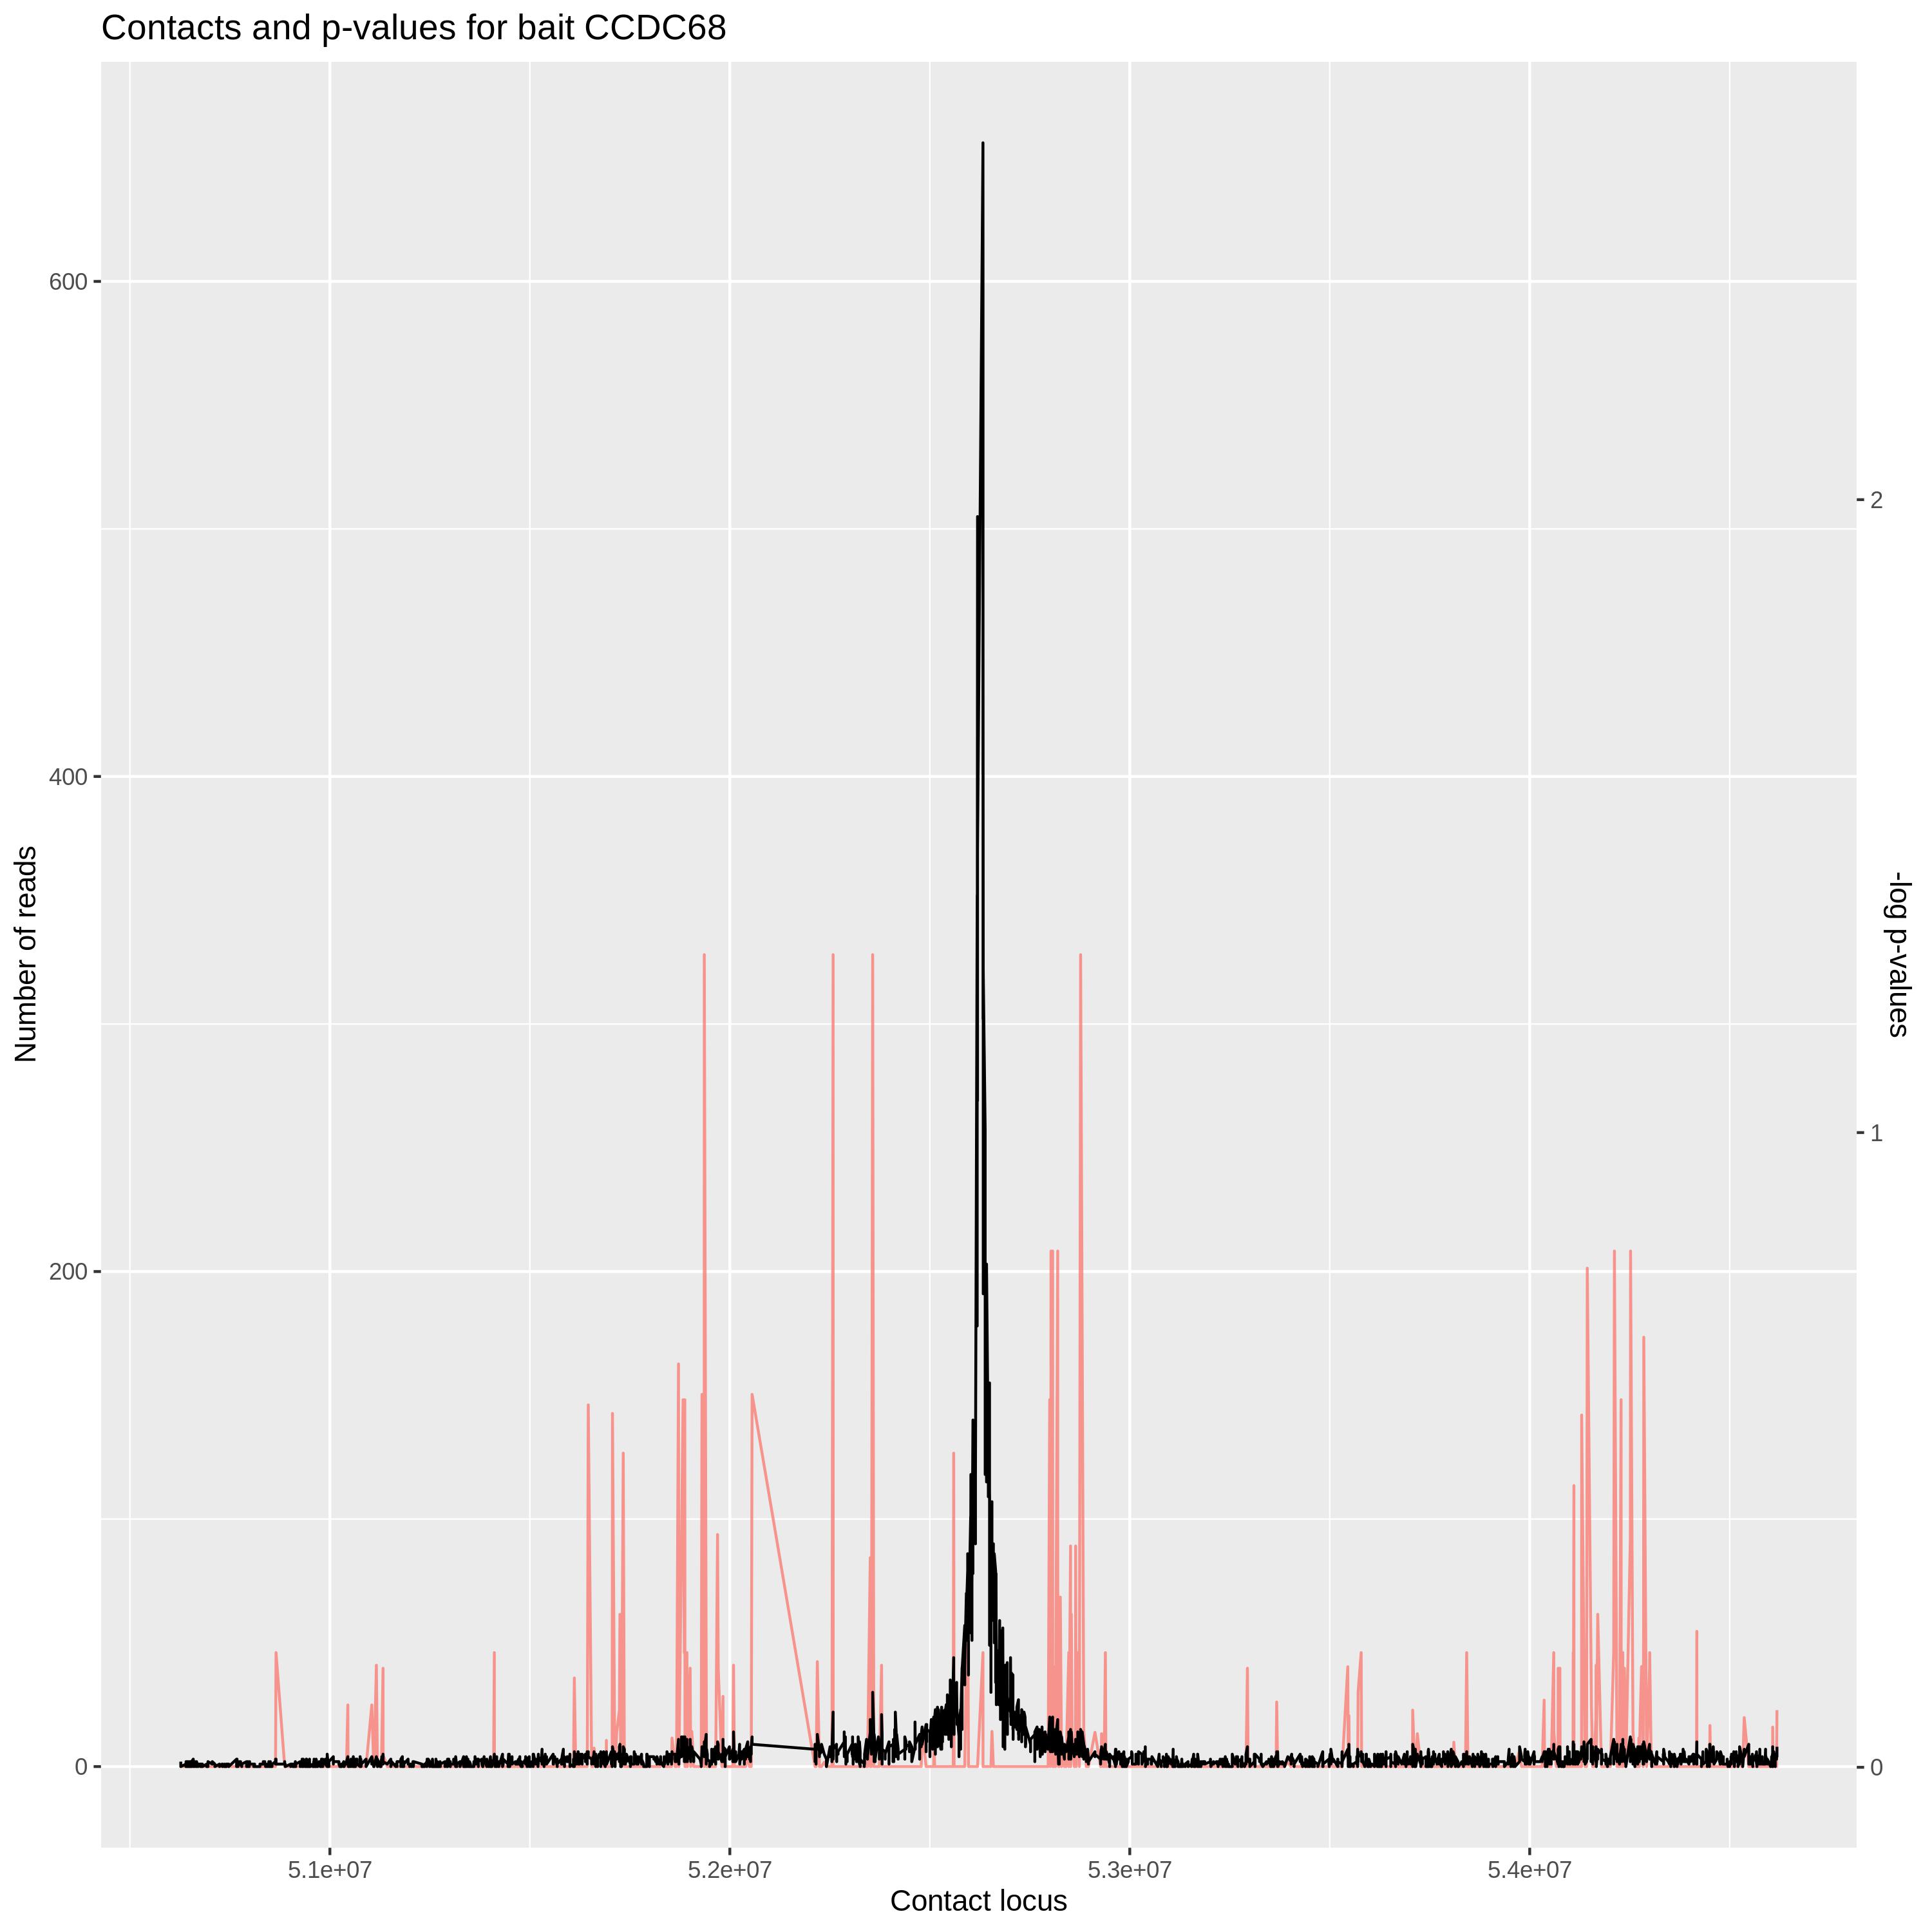 Contacts and p-values for bait CCDC68
Number of reads
600
400
200
0
-log p-values
2
1
0
5.1e+07 5.2e+07 5.3e+07 5.4e+07
Contact locus